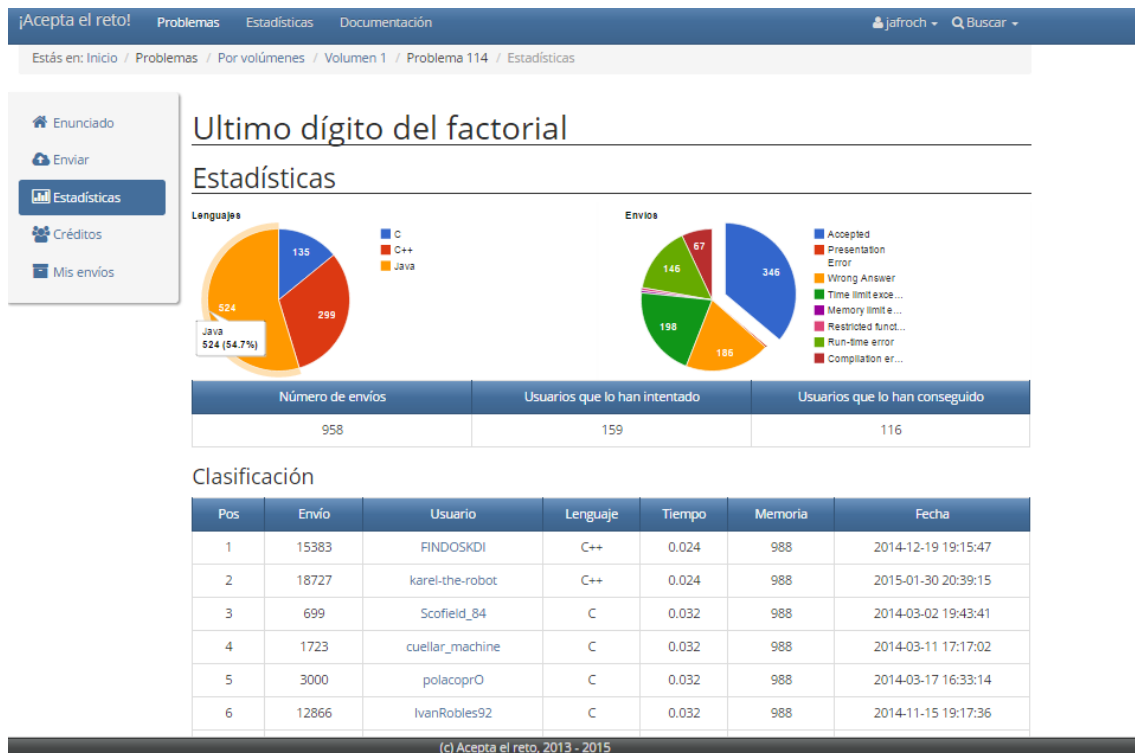 ¡Acepta el reto! Problemas Estadísticas Documentación jafroch Buscar
Estás en: Inicio / Problemas / Por volúmenes / Volumen 1 / Problema 114 / Estadísticas
Enunciado
Enviar
Estadísticas
Créditos
Mis envíos
Ultimo dígito del factorial
Estadísticas
Lenguajes
135
299
524
Java
524 (54.7%)
C
C++
Java
Envios
346
186
198
146
67
Accepted
Presentation
Error
Wrong Answer
Time limit exce...
Memory limit e...
Restricted funct...
Run-time error
Compilation er...
Número de envíos Usuarios que lo han intentado Usuarios que lo han conseguido
958 159 116
Clasificación
Pos Envío Usuario Lenguaje Tiempo Memoria Fecha
1 15383 FINDOSKDI C++ 0.024 988 2014-12-19 19:15:47
2 18727 karel-the-robot C++ 0.024 988 2015-01-30 20:39:15
3 699 Scofield_84 C 0.032 988 2014-03-02 19:43:41
4 1723 cuellar_machine C 0.032 988 2014-03-11 17:17:02
5 3000 polacoprO C 0.032 988 2014-03-17 16:33:14
6 12866 IvanRobles92 C 0.032 988 2014-11-15 19:17:36
(c) Acepta el reto, 2013 - 2015